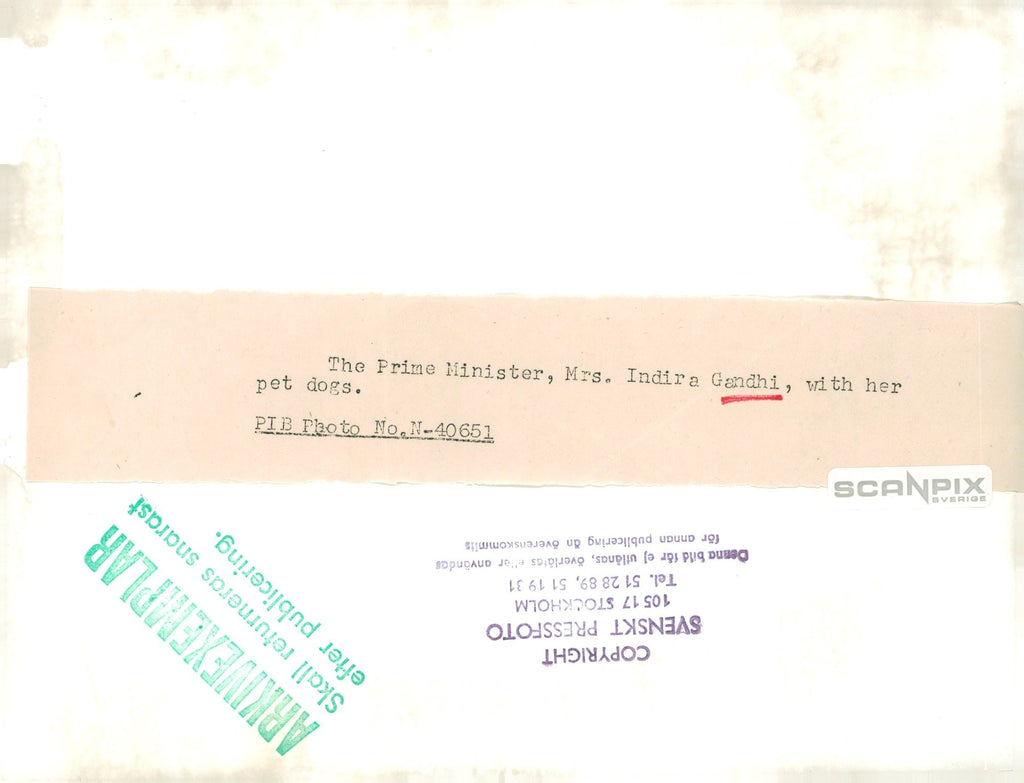 The Prime Minister, Mrs. Indira Gandhi, with her
pet dogs.
PIB Photo No.N-40651
SCANPIX
SVERIGE
ARKIVEXEMPLAR
Skall returneras snarast
efter publicering.
COPYRIGHT
SVENSKT PRESSFOTO
105 17 STOCKHOLM
Tel. 51 28 89, 51 19 31
Denna bild får ej utlånas, överlåtas eller användas
för annan publicering än överenskommits